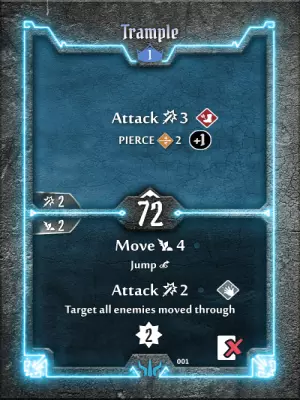 Trample
1
Attack 3
PIERCE 2 +1
2
72
2
Move 4
Jump
Attack 2
Target all enemies moved through
2
001